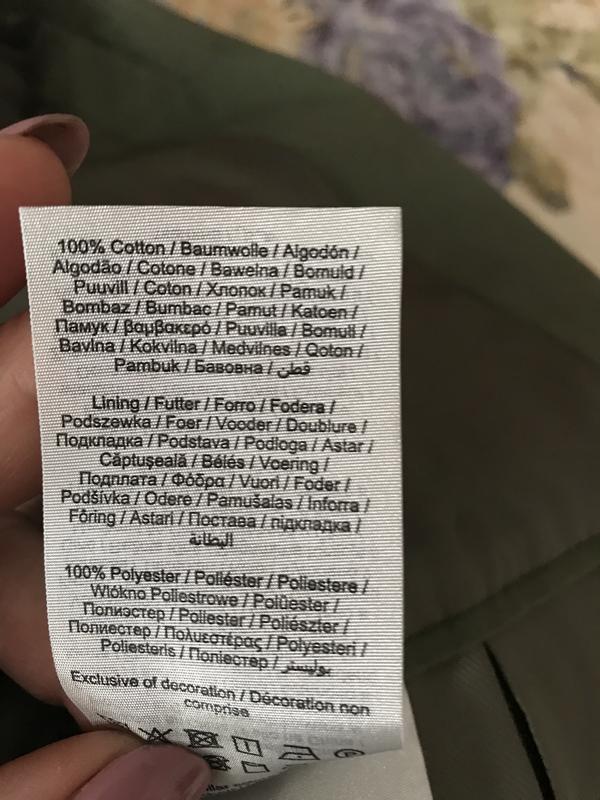 100% Cotton / Baumwolle / Algodón /
Algodão / Cotone / Bawełna / Bomuld /
Puuvill / Coton / Хлопок / Pamuk /
Bombaz / Bumbac / Pamut / Katoen /
Памук / βαμβακερό / Puuvilla / Bomull /
Bavlna / Kokvilna / Medvilnes / Qoton /
Pambuk / Бавовна / قطن
Lining / Futter / Forro / Fodera /
Podszewka / Foer / Vooder / Doublure /
Подкладка / Podstava / Podloga / Astar /
Căptuşeală / Bélés / Voering /
Подплата / Φόδρα / Vuori / Foder /
Podšívka / Odere / Pamušalas / Inforra /
Fôring / Astari / Постава / підкладка /
البطانة
100% Polyester / Poliéster / Poliestere /
Włókno Poliestrowe / Polüester /
Полиэстер / Poliester / Poliészter /
Полиестер / Πολυεστέρας / Polyesteri /
Poliesteris / Поліестер / بوليستر
Exclusive of decoration / Décoration non
comprise